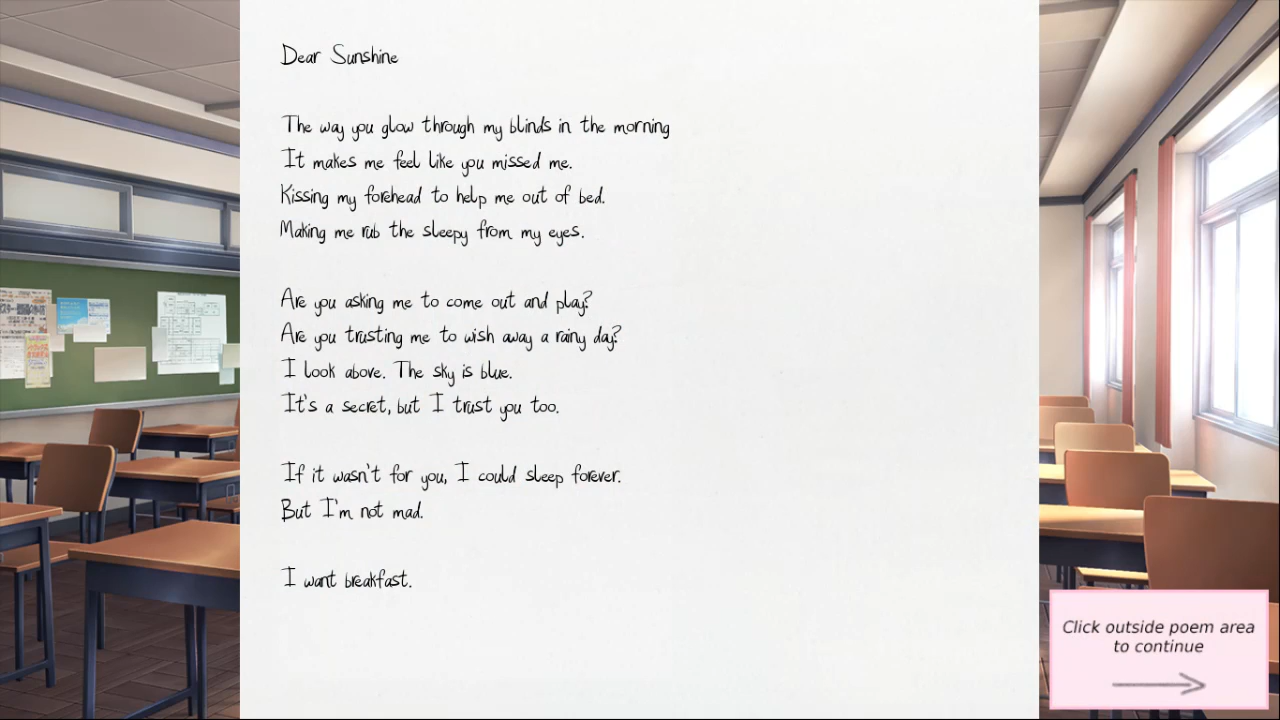 Dear Sunshine
The way you glow through my blinds in the morning
It makes me feel like you missed me.
Kissing my forehead to help me out of bed.
Making me rub the sleepy from my eyes.
Are you asking me to come out and play?
Are you trusting me to wish away a rainy day?
I look above. The sky is blue.
It's a secret, but I trust you too.
If it wasn't for you, I could sleep forever.
But I'm not mad.
I want breakfast.
Click outside poem area
to continue